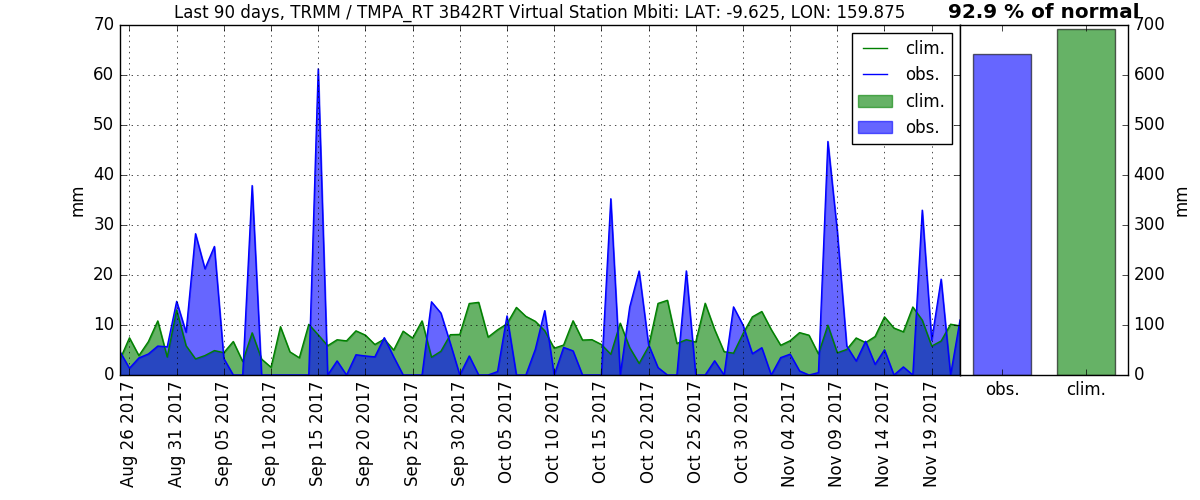 Last 90 days, TRMM / TMPA_RT 3B42RT Virtual Station Mbiti: LAT: -9.625, LON: 159.875
92.9 % of normal
70
60
50
40
30
20
10
0
mm
clim.
obs.
clim.
obs.
700
600
500
400
300
200
100
0
mm
Aug 26 2017
Aug 31 2017
Sep 05 2017
Sep 10 2017
Sep 15 2017
Sep 20 2017
Sep 25 2017
Sep 30 2017
Oct 05 2017
Oct 10 2017
Oct 15 2017
Oct 20 2017
Oct 25 2017
Oct 30 2017
Nov 04 2017
Nov 09 2017
Nov 14 2017
Nov 19 2017
obs.
clim.